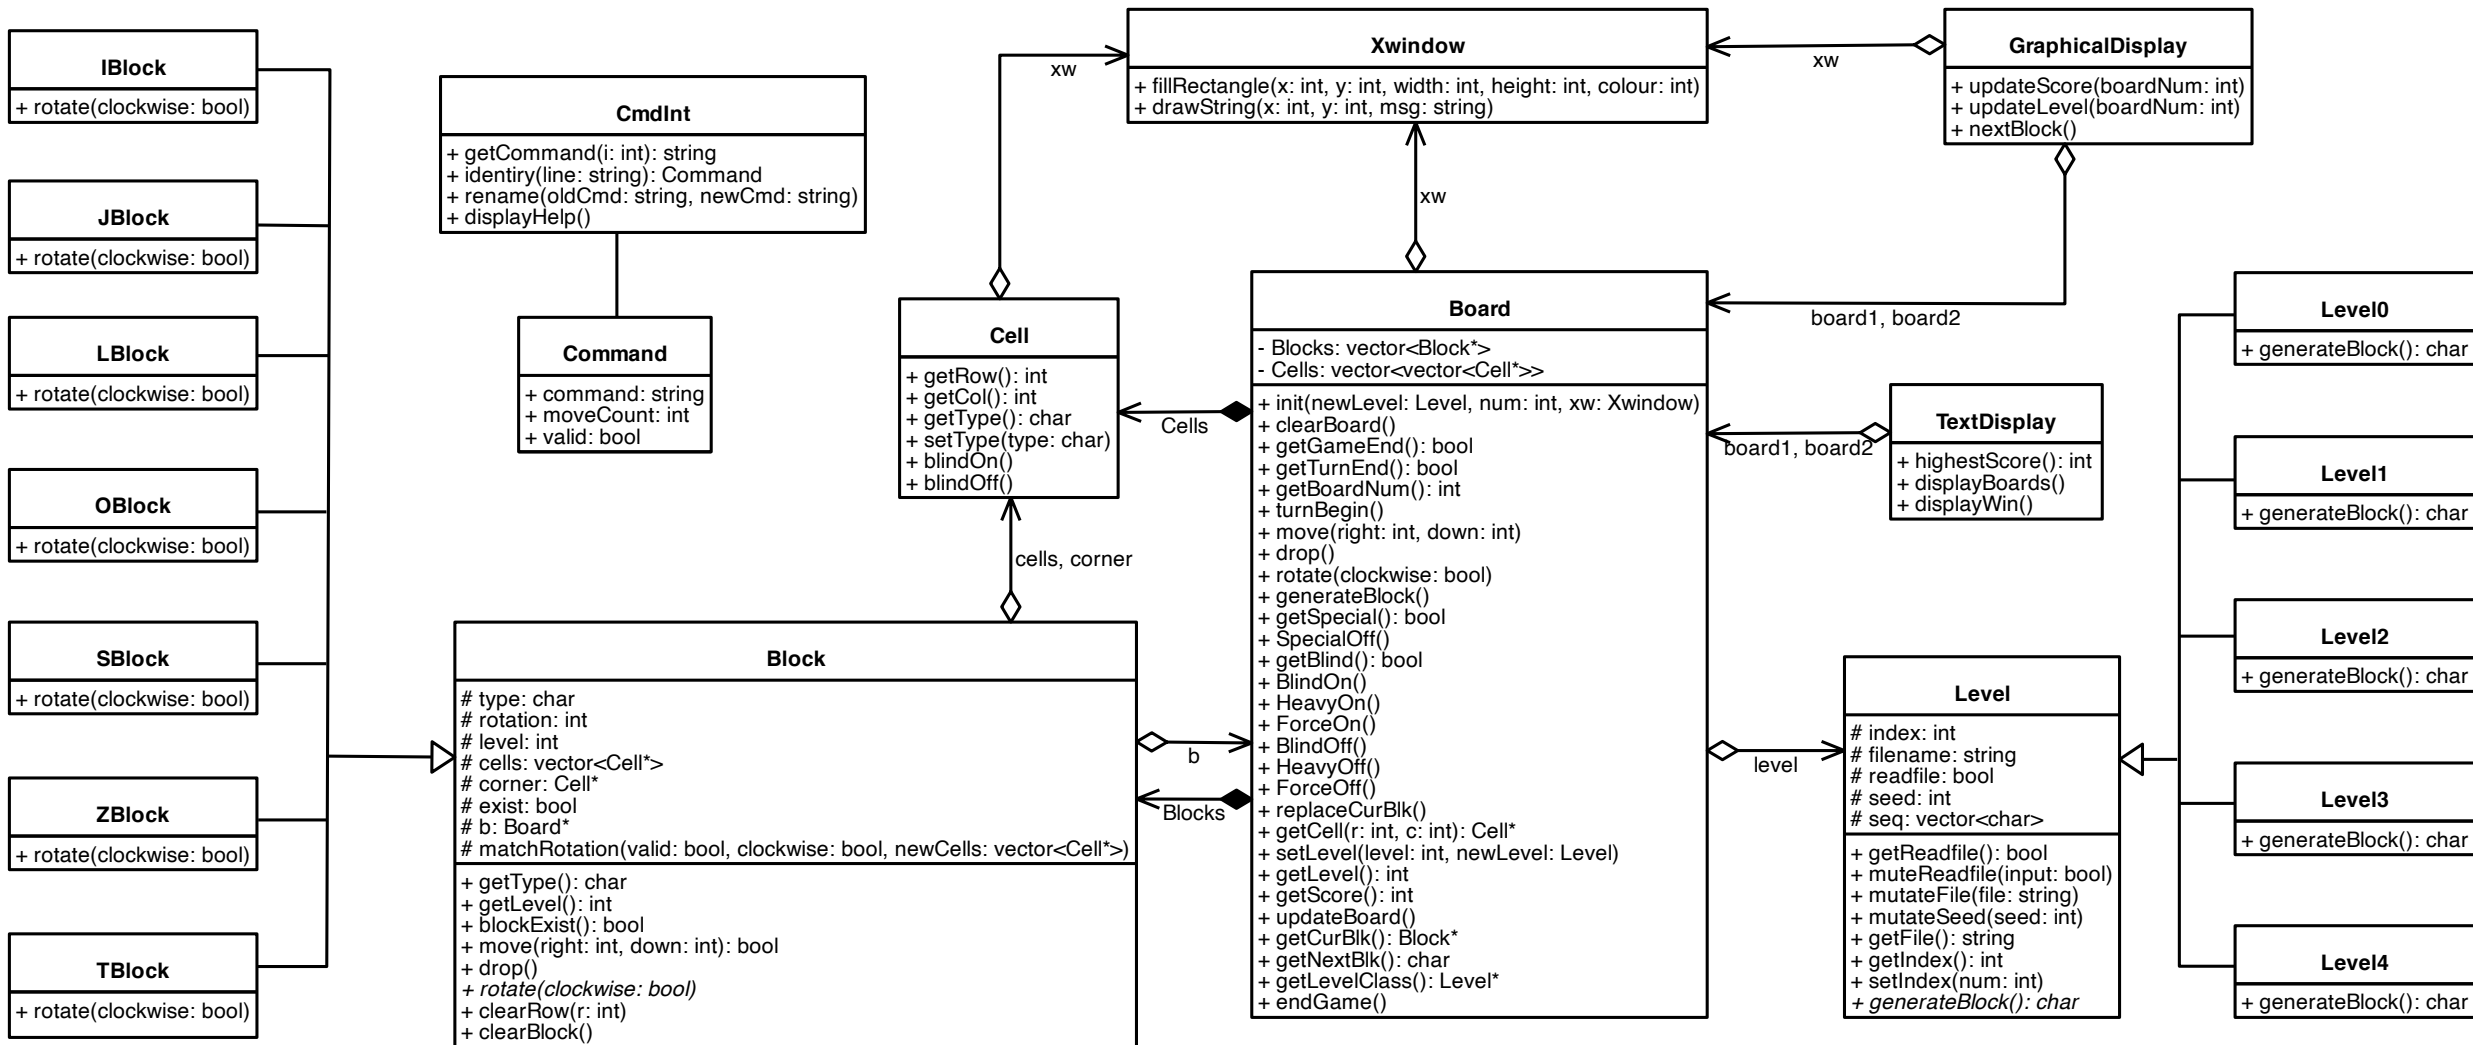 IBlock
+ rotate(clockwise: bool)
JBlock
+ rotate(clockwise: bool)
LBlock
+ rotate(clockwise: bool)
OBlock
+ rotate(clockwise: bool)
SBlock
+ rotate(clockwise: bool)
ZBlock
+ rotate(clockwise: bool)
TBlock
+ rotate(clockwise: bool)
CmdInt
+ getCommand(i: int): string
+ identiry(line: string): Command
+ rename(oldCmd: string, newCmd: string)
+ displayHelp()
Command
+ command: string
+ moveCount: int
+ valid: bool
Block
# type: char
# rotation: int
# level: int
# cells: vector<Cell*>
# corner: Cell*
# exist: bool
# b: Board*
# matchRotation(valid: bool, clockwise: bool, newCells: vector<Cell*>)
+ getType(): char
+ getLevel(): int
+ blockExist(): bool
+ move(right: int, down: int): bool
+ drop()
+ rotate(clockwise: bool)
+ clearRow(r: int)
+ clearBlock()
cells, corner
Cell
+ getRow(): int
+ getCol(): int
+ getType(): char
+ setType(type: char)
+ blindOn()
+ blindOff()
xw
Xwindow
+ fillRectangle(x: int, y: int, width: int, height: int, colour: int)
+ drawString(x: int, y: int, msg: string)
xw
xw
GraphicalDisplay
+ updateScore(boardNum: int)
+ updateLevel(boardNum: int)
+ nextBlock()
board1, board2
Cells
b
Blocks
Board
- Blocks: vector<Block*>
- Cells: vector<vector<Cell*>>
+ init(newLevel: Level, num: int, xw: Xwindow)
+ clearBoard()
+ getGameEnd(): bool
+ getTurnEnd(): bool
+ getBoardNum(): int
+ turnBegin()
+ move(right: int, down: int)
+ drop()
+ rotate(clockwise: bool)
+ generateBlock()
+ getSpecial(): bool
+ SpecialOff()
+ getBlind(): bool
+ BlindOn()
+ HeavyOn()
+ ForceOn()
+ BlindOff()
+ HeavyOff()
+ ForceOff()
+ replaceCurBlk()
+ getCell(r: int, c: int): Cell*
+ setLevel(level: int, newLevel: Level)
+ getLevel(): int
+ getScore(): int
+ updateBoard()
+ getCurBlk(): Block*
+ getNextBlk(): char
+ getLevelClass(): Level*
+ endGame()
board1, board2
TextDisplay
+ highestScore(): int
+ displayBoards()
+ displayWin()
level
Level
# index: int
# filename: string
# readfile: bool
# seed: int
# seq: vector<char>
+ getReadfile(): bool
+ muteReadfile(input: bool)
+ mutateFile(file: string)
+ mutateSeed(seed: int)
+ getFile(): string
+ getIndex(): int
+ setIndex(num: int)
+ generateBlock(): char
Level0
+ generateBlock(): char
Level1
+ generateBlock(): char
Level2
+ generateBlock(): char
Level3
+ generateBlock(): char
Level4
+ generateBlock(): char